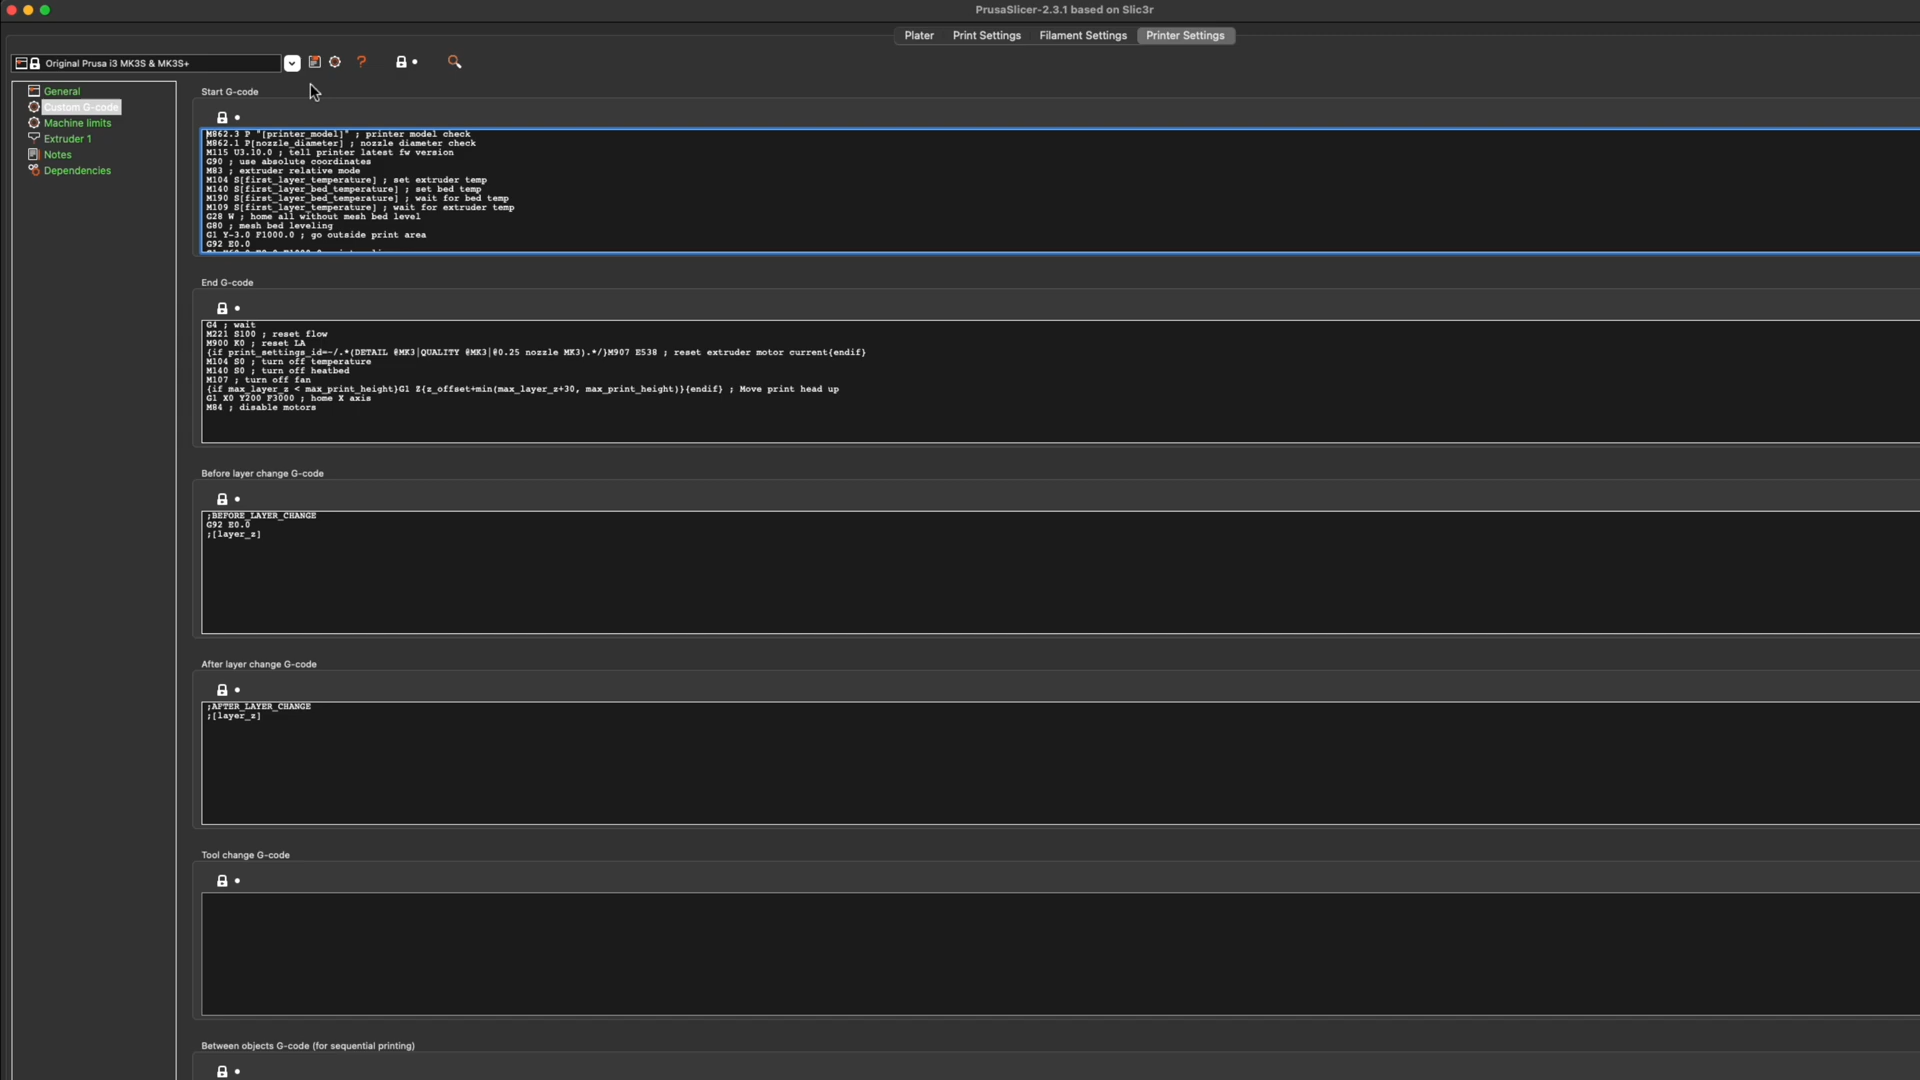 PrusaSlicer-2.3.1 based on Slic3r
Plater Print Settings Filament Settings Printer Settings
Original Prusa i3 MK3S & MK3S+
General
Custom G-code
Machine limits
Extruder 1
Notes
Dependencies
Start G-code
M862.3 P "[printer_model]" ; printer model check
M862.1 P[nozzle_diameter] ; nozzle diameter check
M115 U3.10.0 ; tell printer latest fw version
G90 ; use absolute coordinates
M83 ; extruder relative mode
M104 S[first_layer_temperature] ; set extruder temp
M140 S[first_layer_bed_temperature] ; set bed temp
M190 S[first_layer_bed_temperature] ; wait for bed temp
M109 S[first_layer_temperature] ; wait for extruder temp
G28 W ; home all without mesh bed level
G80 ; mesh bed leveling
G1 Y-3.0 F1000.0 ; go outside print area
G92 E0.0
End G-code
G4 ; wait
M221 S100 ; reset flow
M900 K0 ; reset LA
{if print_settings_id=~/.*(DETAIL @MK3|QUALITY @MK3|@0.25 nozzle MK3).*/}M907 E538 ; reset extruder motor current{endif}
M104 S0 ; turn off temperature
M140 S0 ; turn off heatbed
M107 ; turn off fan
{if max_layer_z < max_print_height}G1 Z{z_offset+min(max_layer_z+30, max_print_height)}{endif} ; Move print head up
G1 X0 Y200 F3000 ; home X axis
M84 ; disable motors
Before layer change G-code
;BEFORE_LAYER_CHANGE
G92 E0.0
;[layer_z]
After layer change G-code
;AFTER_LAYER_CHANGE
;[layer_z]
Tool change G-code
Between objects G-code (for sequential printing)